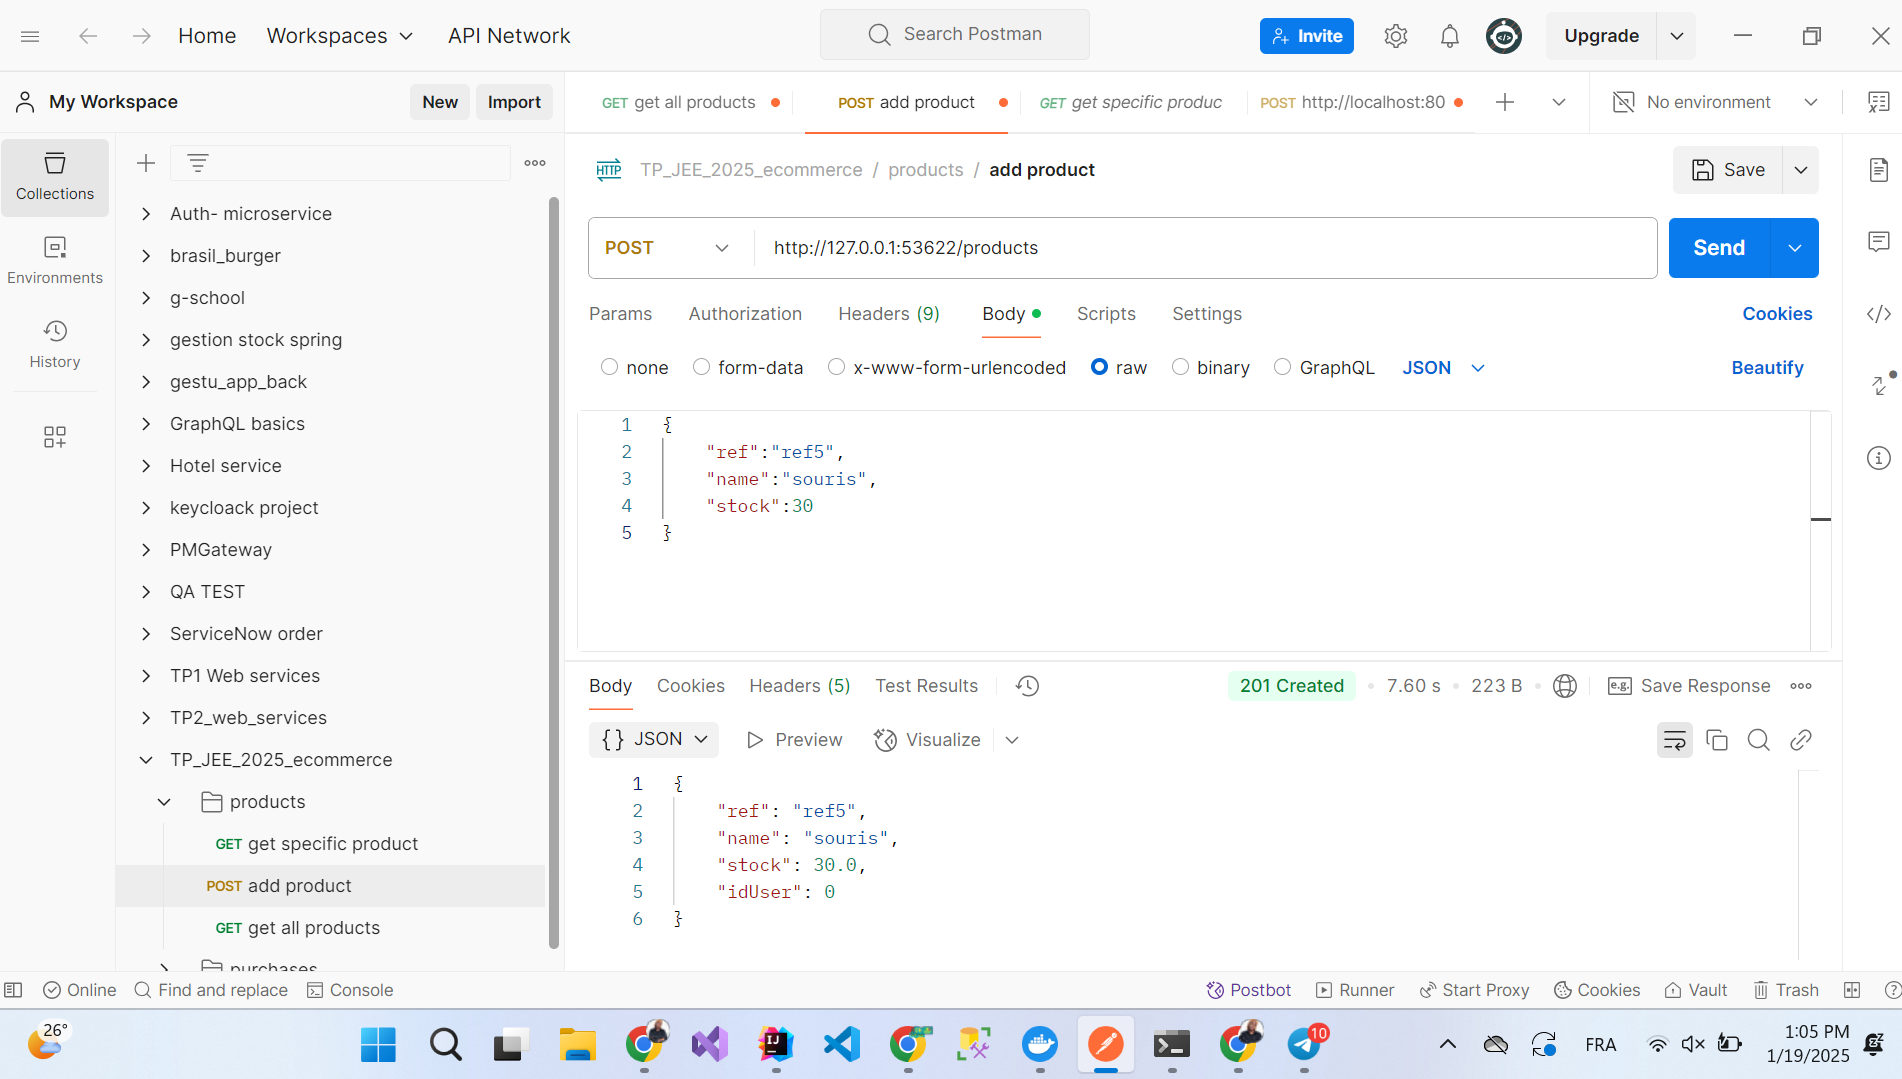 Home
Workspaces
API Network
Search Postman
Invite
Upgrade
My Workspace
New
Import
GET get all products
POST add product
GET get specific produc
POST http://localhost:80
No environment
Collections
Environments
History
Auth- microservice
brasil_burger
g-school
gestion stock spring
gestu_app_back
GraphQL basics
Hotel service
keycloack project
PMGateway
QA TEST
ServiceNow order
TP1 Web services
TP2_web_services
TP_JEE_2025_ecommerce
products
GET get specific product
POST add product
GET get all products
purchases
HTTP TP_JEE_2025_ecommerce / products / add product
Save
POST http://127.0.0.1:53622/products
Send
Params Authorization Headers (9) Body Scripts Settings Cookies
none form-data x-www-form-urlencoded raw binary GraphQL JSON Beautify
1 {
2 "ref":"ref5",
3 "name":"souris",
4 "stock":30
5 }
Body Cookies Headers (5) Test Results
201 Created 7.60 s 223 B e.g. Save Response
{} JSON Preview Visualize
1 {
2 "ref": "ref5",
3 "name": "souris",
4 "stock": 30.0,
5 "idUser": 0
6 }
Online Find and replace Console
Postbot Runner Start Proxy Cookies Vault Trash
26°
IJ
10
FRA
1:05 PM
1/19/2025